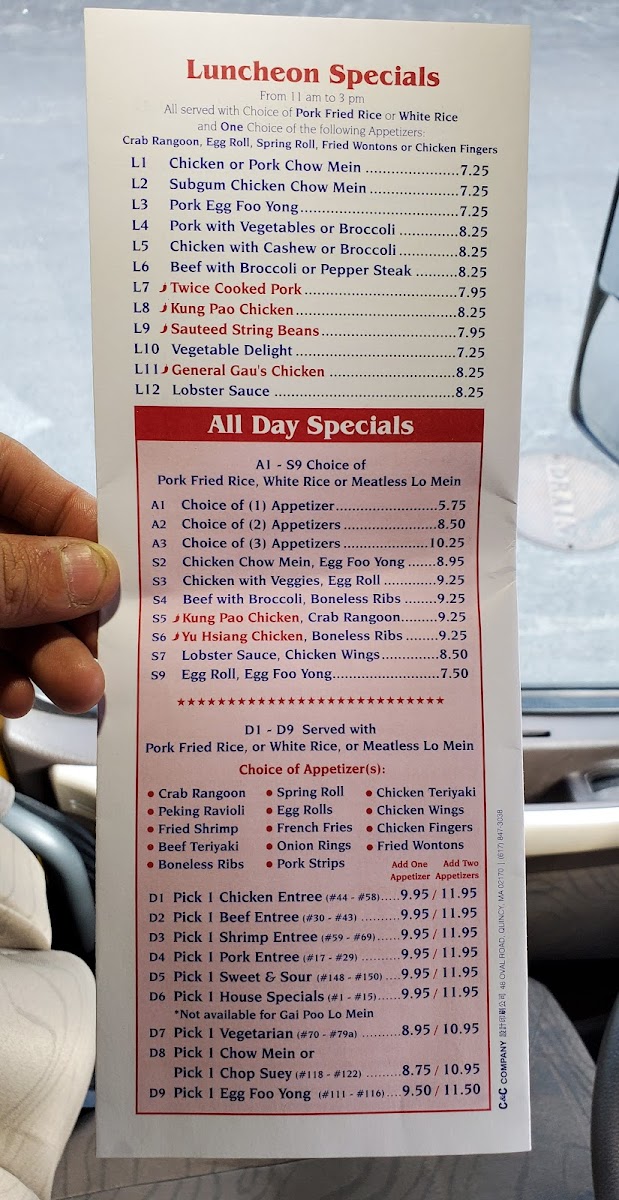 Luncheon Specials
From 11 am to 3 pm
All served with Choice of Pork Fried Rice or White Rice
and One Choice of the following Appetizers:
Crab Rangoon, Egg Roll, Spring Roll, Fried Wontons or Chicken Fingers
L1 Chicken or Pork Chow Mein ......................7.25
L2 Subgum Chicken Chow Mein .....................7.25
L3 Pork Egg Foo Yong....................................7.25
L4 Pork with Vegetables or Broccoli ..............8.25
L5 Chicken with Cashew or Broccoli..............8.25
L6 Beef with Broccoli or Pepper Steak .........8.25
L7 Twice Cooked Pork....................................7.95
L8 Kung Pao Chicken......................................8.25
L9 Sauteed String Beans................................7.95
L10 Vegetable Delight......................................7.25
L11 General Gau's Chicken .............................8.25
L12 Lobster Sauce ..........................................8.25
All Day Specials
A1 - S9 Choice of
Pork Fried Rice, White Rice or Meatless Lo Mein
A1 Choice of (1) Appetizer.........................5.75
A2 Choice of (2) Appetizers ......................8.50
A3 Choice of (3) Appetizers .....................10.25
S2 Chicken Chow Mein, Egg Foo Yong ......8.95
S3 Chicken with Veggies, Egg Roll ............9.25
S4 Beef with Broccoli, Boneless Ribs ........9.25
S5 Kung Pao Chicken, Crab Rangoon.......9.25
S6 Yu Hsiang Chicken, Boneless Ribs .......9.25
S7 Lobster Sauce, Chicken Wings..............8.50
S9 Egg Roll, Egg Foo Yong........................7.50
★★★★★★★★★★★★★★★★★★★★★★★
D1 - D9 Served with
Pork Fried Rice, or White Rice, or Meatless Lo Mein
Choice of Appetizer(s):
• Crab Rangoon • Spring Roll • Chicken Teriyaki
• Peking Ravioli • Egg Rolls • Chicken Wings
• Fried Shrimp • French Fries • Chicken Fingers
• Beef Teriyaki • Onion Rings • Fried Wontons
• Boneless Ribs • Pork Strips
Add One Add Two
Appetizer Appetizers
D1 Pick 1 Chicken Entree (#44 - #58).....9.95 / 11.95
D2 Pick 1 Beef Entree (#30 - #43) .........9.95 / 11.95
D3 Pick 1 Shrimp Entree (#59 - #69).....9.95 / 11.95
D4 Pick 1 Pork Entree (#17 - #29) .........9.95 / 11.95
D5 Pick 1 Sweet & Sour (#148 - #150) ...9.95 / 11.95
D6 Pick 1 House Specials (#1 - #15).....9.95 / 11.95
*Not available for Gai Poo Lo Mein
D7 Pick 1 Vegetarian (#70 - #79a) .........8.95 / 10.95
D8 Pick 1 Chow Mein or
Pick 1 Chop Suey (#118 - #122) .........8.75 / 10.95
D9 Pick 1 Egg Foo Yong (#111 - #116)....9.50 / 11.50
C&C COMPANY 設計印刷公司 46 OVAL ROAD, QUINCY, MA 02170 | (617) 847-3038